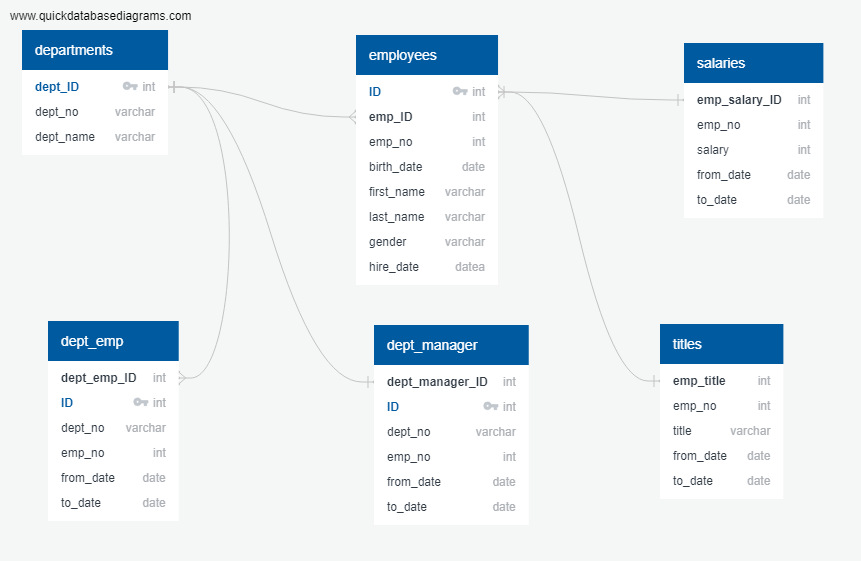 www.quickdatabasediagrams.com
departments
dept_ID int
dept_no varchar
dept_name varchar
employees
ID int
emp_ID int
emp_no int
birth_date date
first_name varchar
last_name varchar
gender varchar
hire_date datea
salaries
emp_salary_ID int
emp_no int
salary int
from_date date
to_date date
dept_emp
dept_emp_ID int
ID int
dept_no varchar
emp_no int
from_date date
to_date date
dept_manager
dept_manager_ID int
ID int
dept_no varchar
emp_no int
from_date date
to_date date
titles
emp_title int
emp_no int
title varchar
from_date date
to_date date